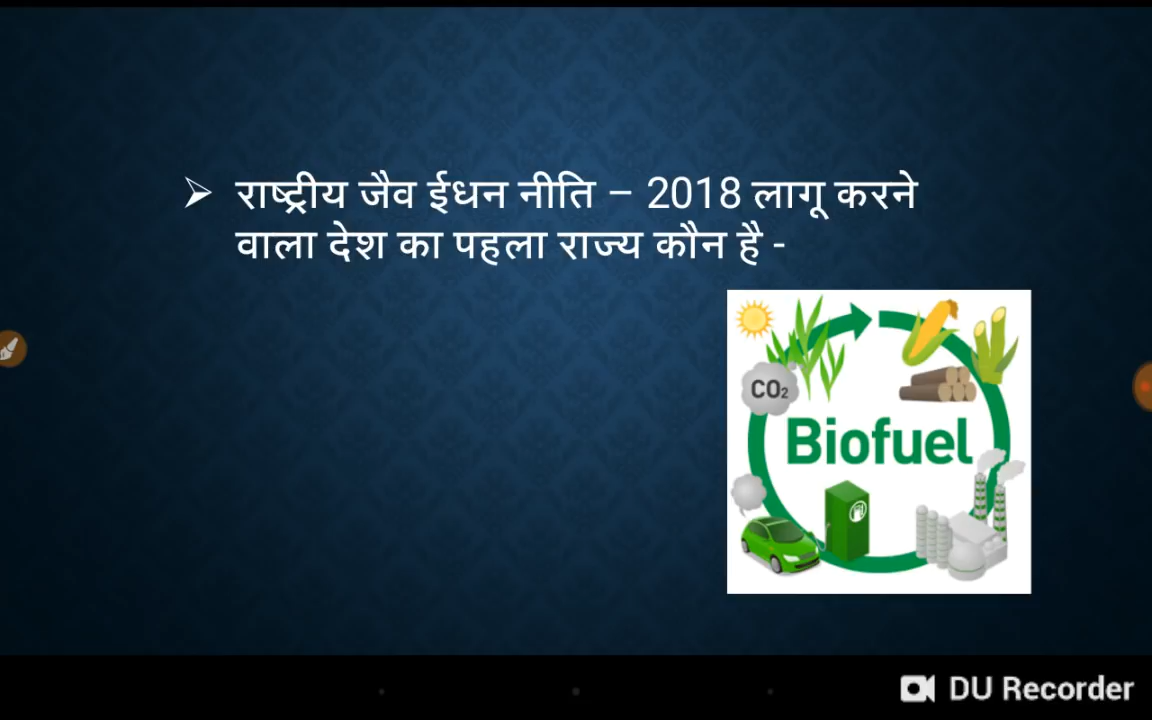 ➢ राष्ट्रीय जैव ईधन नीति – 2018 लागू करने
वाला देश का पहला राज्य कौन है -
CO₂
Biofuel
DU Recorder